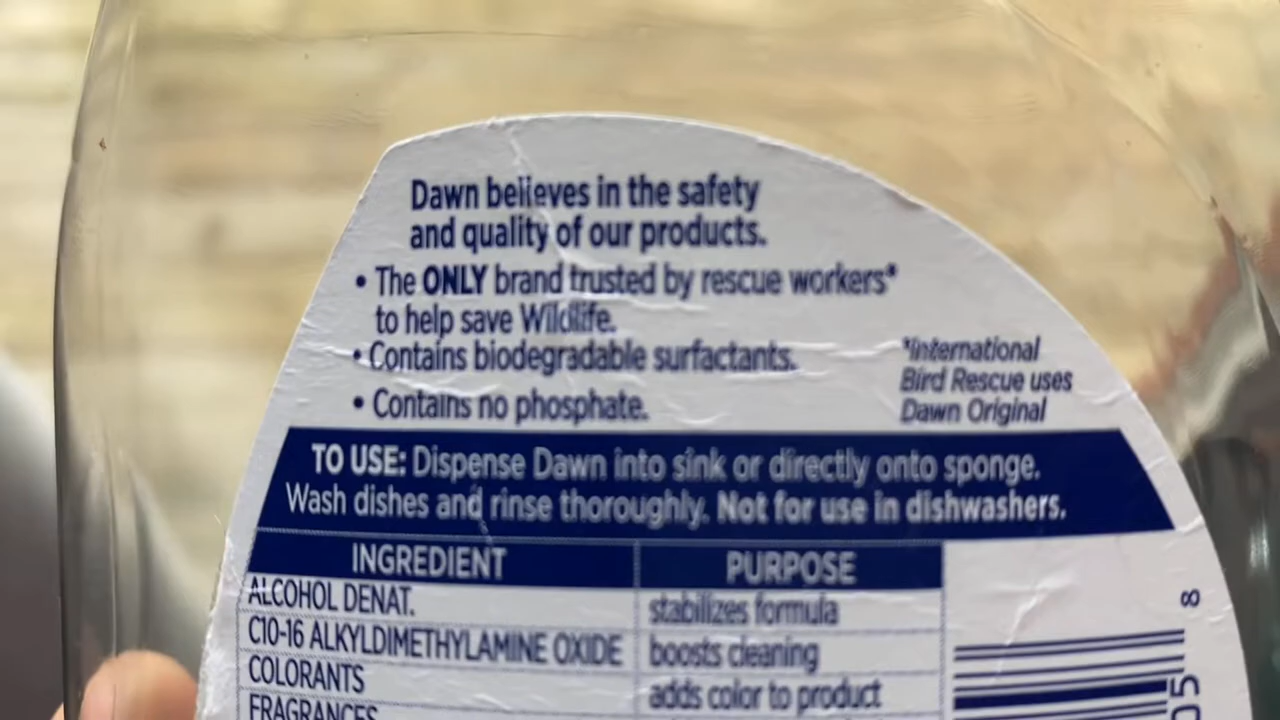 Dawn believes in the safety
and quality of our products.
• The ONLY brand trusted by rescue workers*
to help save Wildlife.
• Contains biodegradable surfactants.
• Contains no phosphate.
*International
Bird Rescue uses
Dawn Original
TO USE: Dispense Dawn into sink or directly onto sponge.
Wash dishes and rinse thoroughly. Not for use in dishwashers.
INGREDIENT PURPOSE
ALCOHOL DENAT. stabilizes formula
C10-16 ALKYLDIMETHYLAMINE OXIDE boosts cleaning
COLORANTS adds color to product
FRAGRANCES
8
05